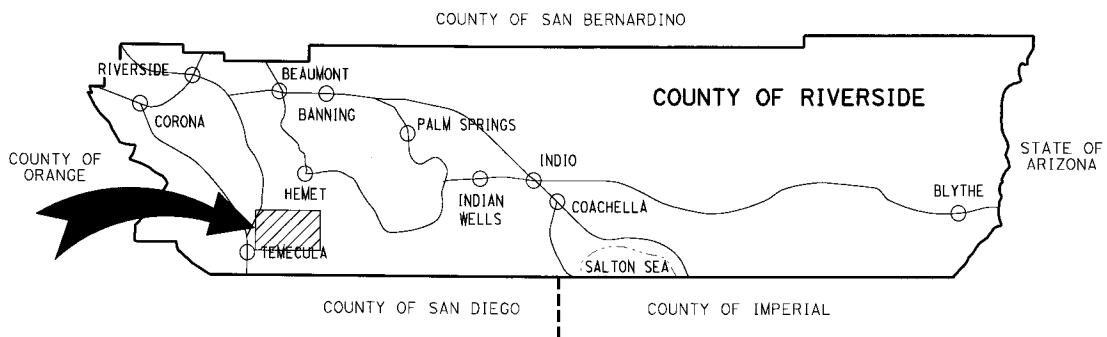 COUNTY OF SAN BERNARDINO
RIVERSIDE
BEAUMONT
COUNTY OF RIVERSIDE
CORONA
BANNING
PALM SPRINGS
COUNTY OF
ORANGE
STATE OF
ARIZONA
INDIO
HEMET
INDIAN
WELLS
BLYTHE
COACHELLA
TEMECULA
SALTON SEA
COUNTY OF SAN DIEGO
COUNTY OF IMPERIAL